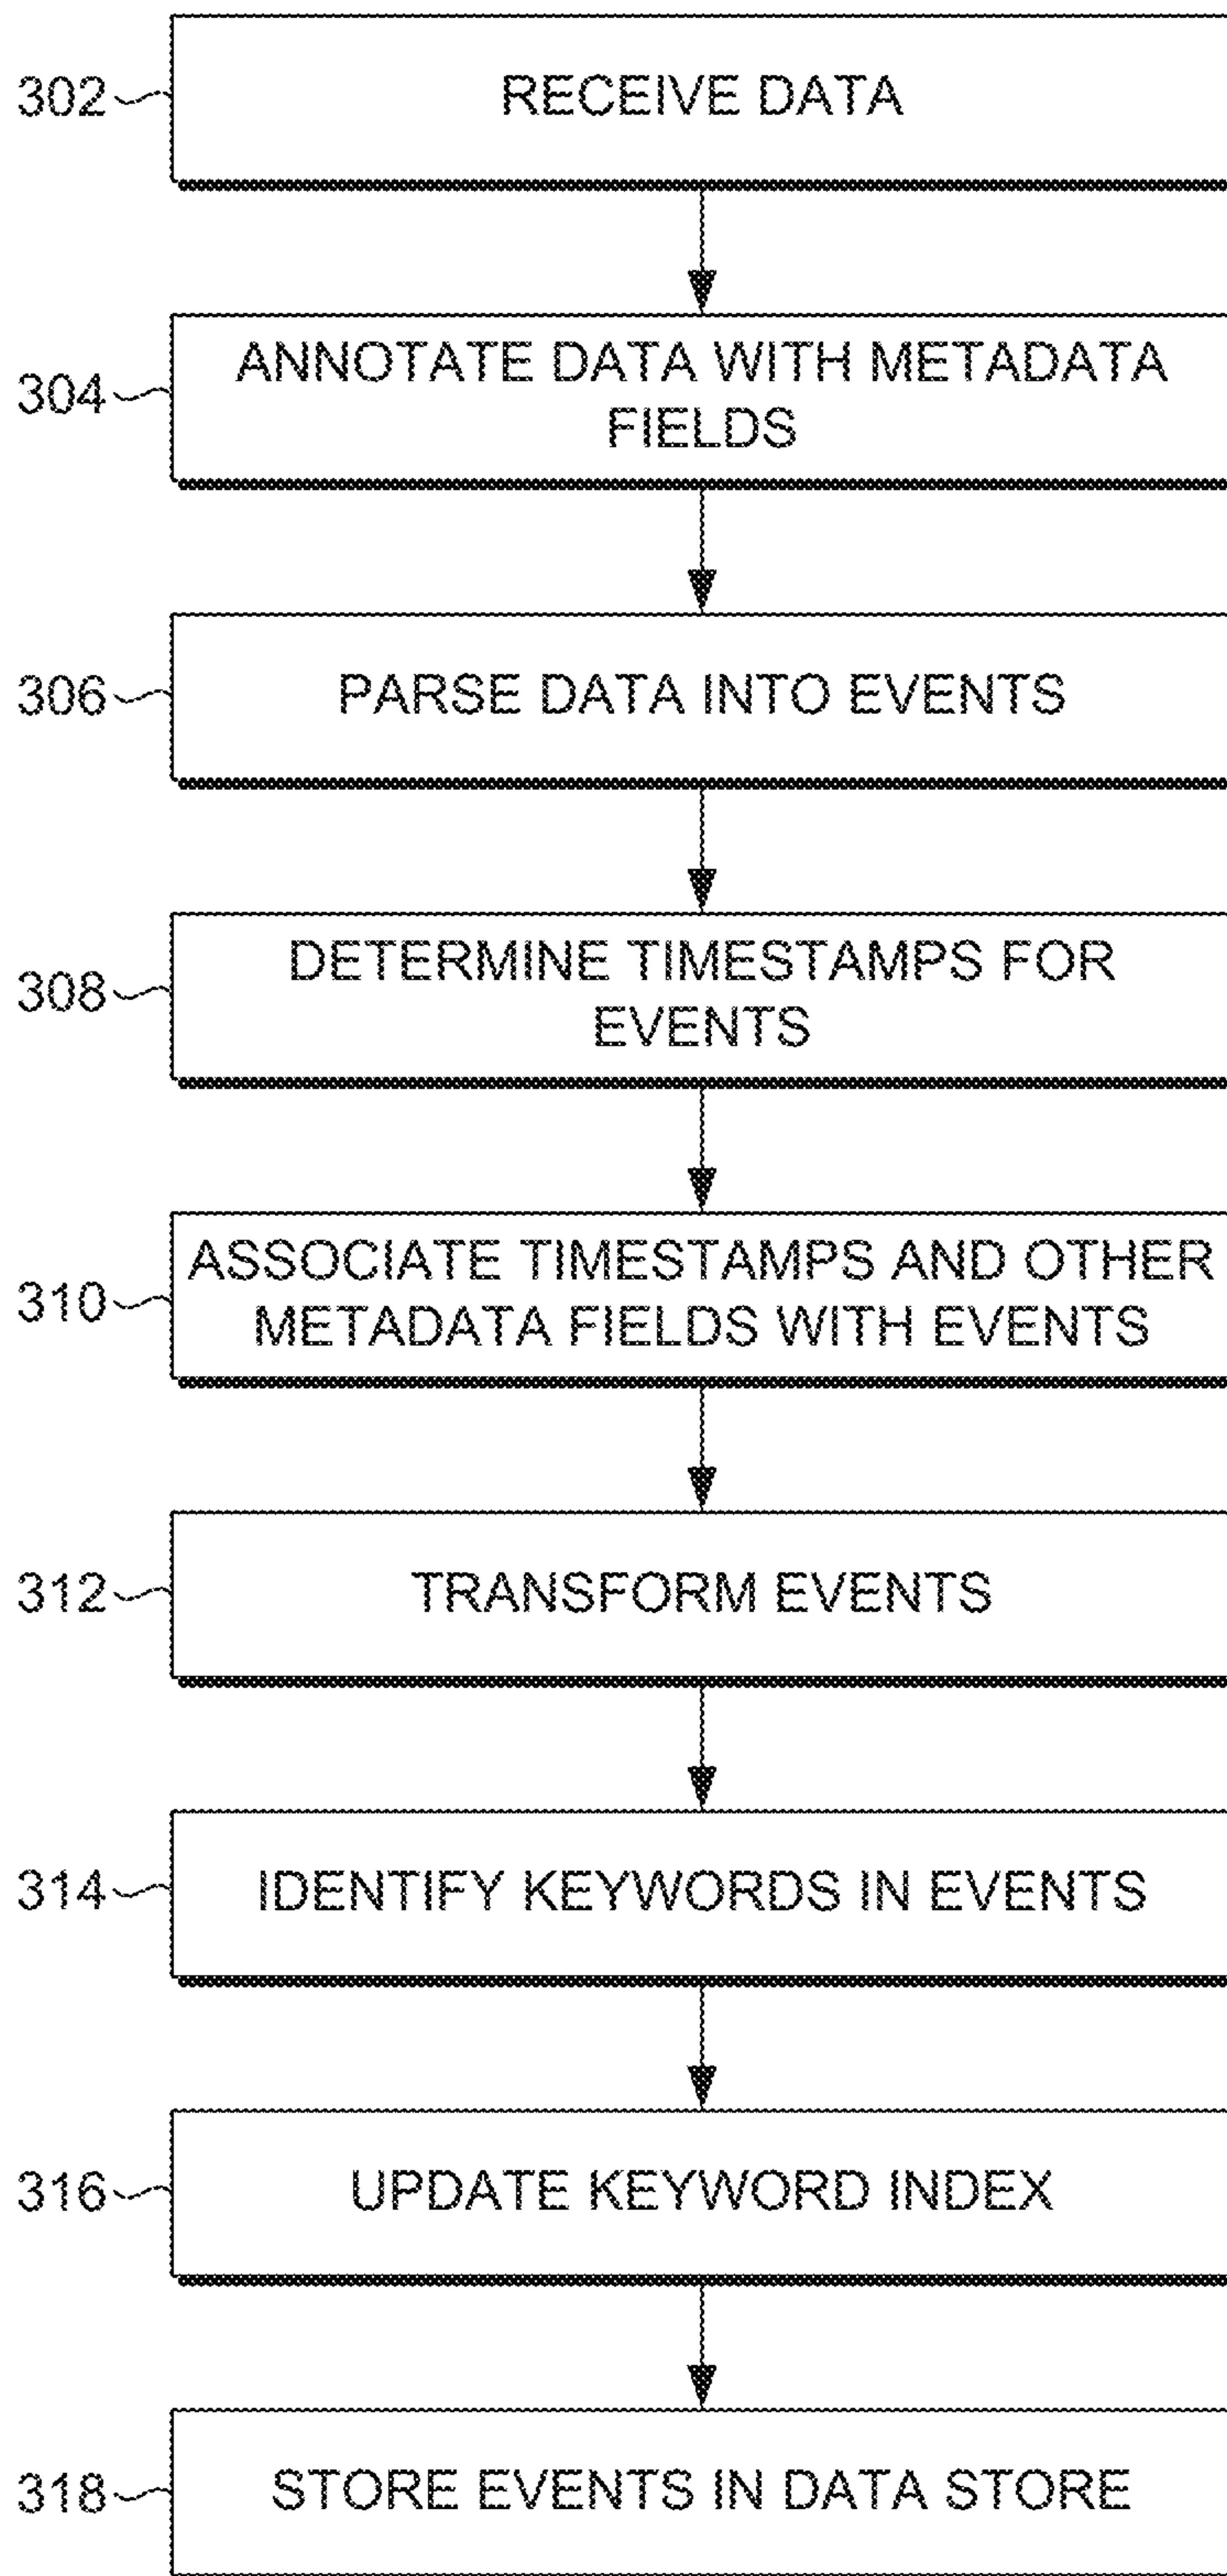 302
RECEIVE DATA
304
ANNOTATE DATA WITH METADATA
FIELDS
306
PARSE DATA INTO EVENTS
308
DETERMINE TIMESTAMPS FOR
EVENTS
310
ASSOCIATE TIMESTAMPS AND OTHER
METADATA FIELDS WITH EVENTS
312
TRANSFORM EVENTS
314
IDENTIFY KEYWORDS IN EVENTS
316
UPDATE KEYWORD INDEX
318
STORE EVENTS IN DATA STORE